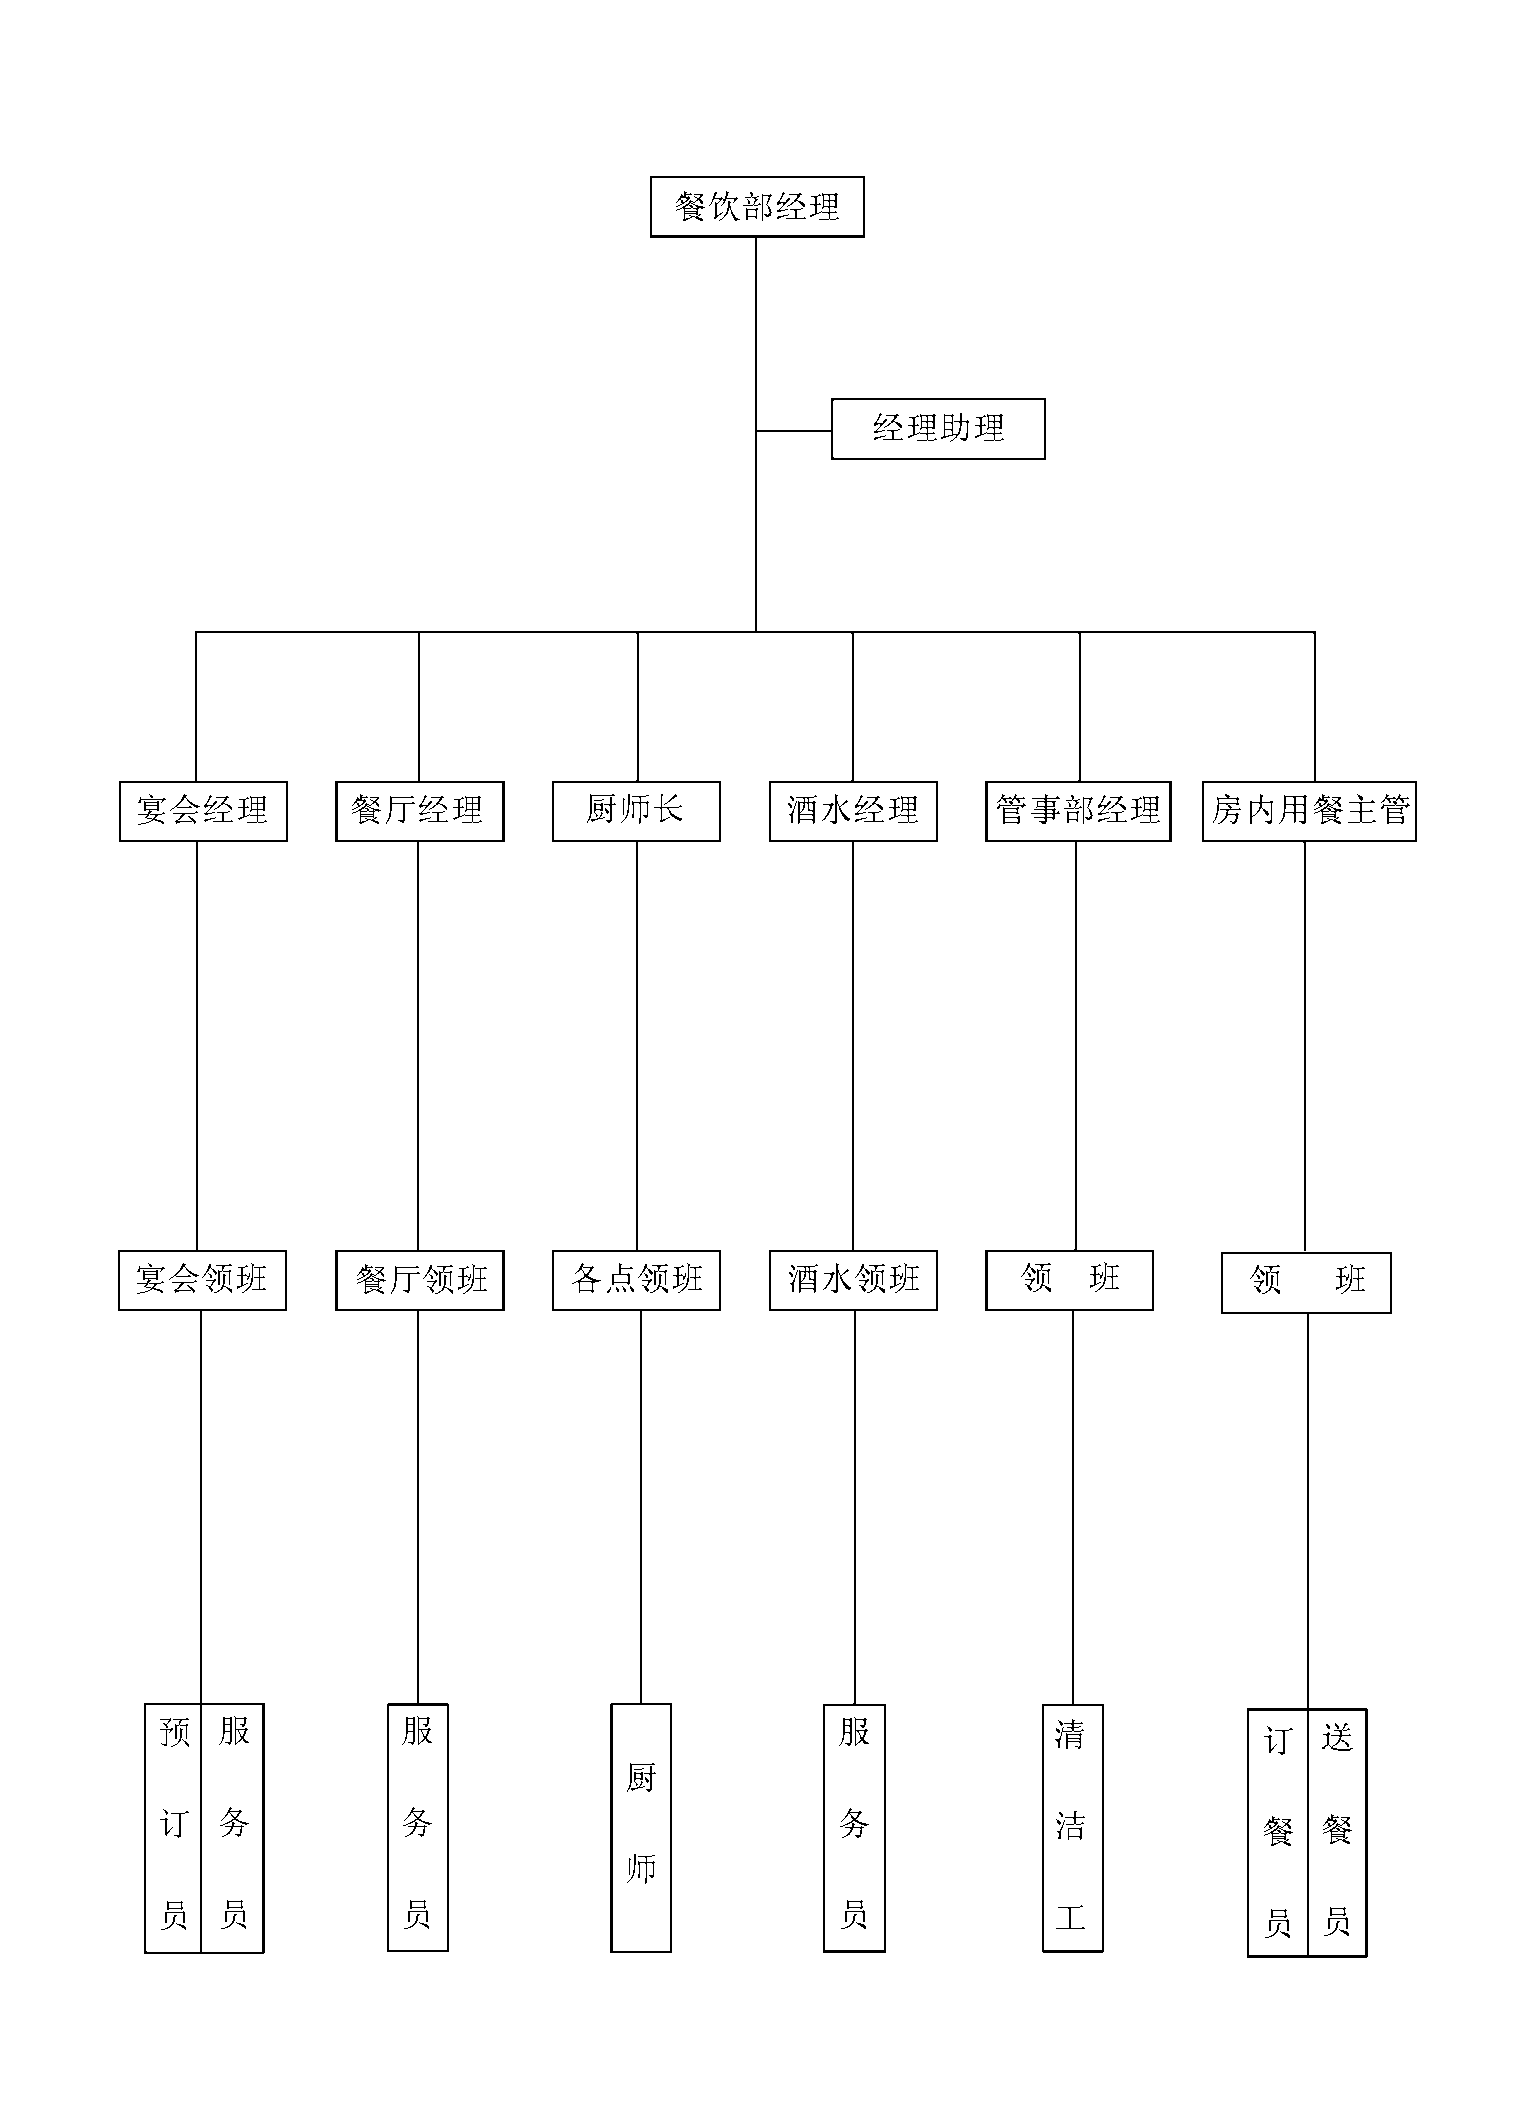 餐饮部经理
经理助理
宴会经理
餐厅经理
厨师长
酒水经理
管事部经理
房内用餐主管
宴会领班
餐厅领班
各点领班
酒水领班
领 班
领 班
预订员
服务员
服务员
厨师
服务员
清洁工
订餐员
送餐员